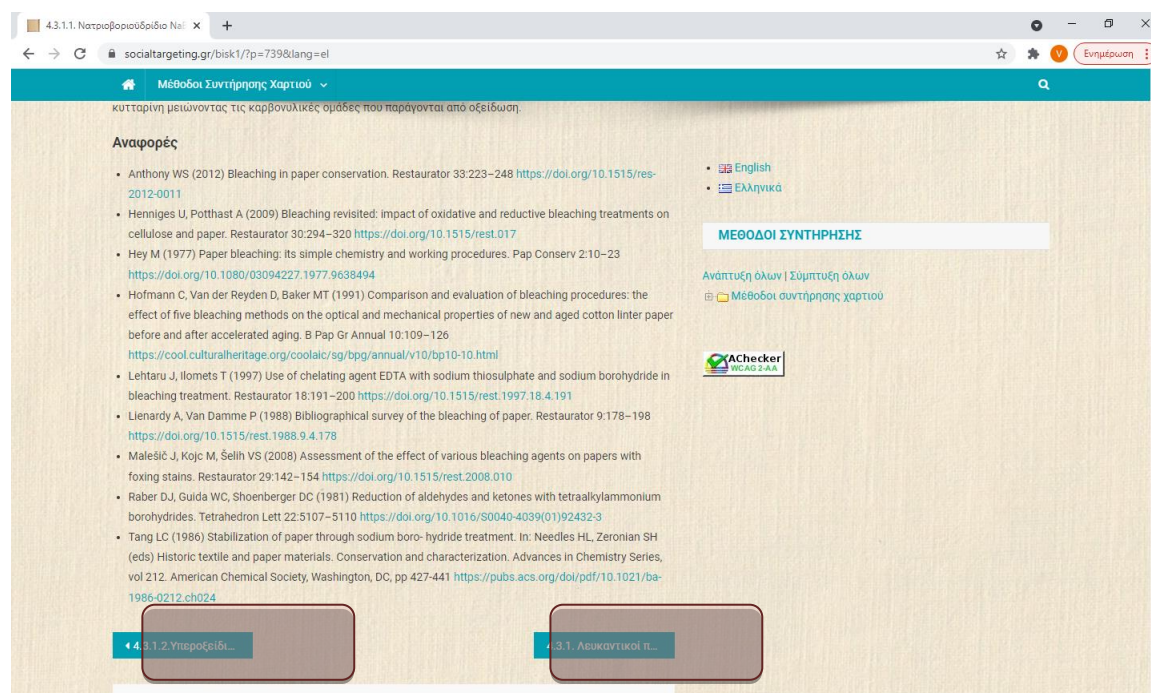 4.3.1.1. Νατριοβοριοϋδρίδιο Na
socialtargeting.gr/bisk1/?p=739&lang=el
V
Ενημέρωση
Μέθοδοι Συντήρησης Χαρτιού
κυτταρίνη μειώνοντας τις καρβονυλικές ομάδες που παράγονται από οξείδωση.
Αναφορές
• Anthony WS (2012) Bleaching in paper conservation. Restaurator 33:223–248 https://doi.org/10.1515/res-
2012-0011
• Henniges U, Potthast A (2009) Bleaching revisited: impact of oxidative and reductive bleaching treatments on
cellulose and paper. Restaurator 30:294–320 https://doi.org/10.1515/rest.017
• Hey M (1977) Paper bleaching: its simple chemistry and working procedures. Pap Conserv 2:10–23
https://doi.org/10.1080/03094227.1977.9638494
• Hofmann C, Van der Reyden D, Baker MT (1991) Comparison and evaluation of bleaching procedures: the
effect of five bleaching methods on the optical and mechanical properties of new and aged cotton linter paper
before and after accelerated aging. B Pap Gr Annual 10:109–126
https://cool.culturalheritage.org/coolaic/sg/bpg/annual/v10/bp10-10.html
• Lehtaru J, Ilomets T (1997) Use of chelating agent EDTA with sodium thiosulphate and sodium borohydride in
bleaching treatment. Restaurator 18:191–200 https://doi.org/10.1515/rest.1997.18.4.191
• Lienardy A, Van Damme P (1988) Bibliographical survey of the bleaching of paper. Restaurator 9:178–198
https://doi.org/10.1515/rest.1988.9.4.178
• Malešič J, Kojc M, Šelih VS (2008) Assessment of the effect of various bleaching agents on papers with
foxing stains. Restaurator 29:142–154 https://doi.org/10.1515/rest.2008.010
• Raber DJ, Guida WC, Shoenberger DC (1981) Reduction of aldehydes and ketones with tetraalkylammonium
borohydrides. Tetrahedron Lett 22:5107–5110 https://doi.org/10.1016/S0040-4039(01)92432-3
• Tang LC (1986) Stabilization of paper through sodium boro- hydride treatment. In: Needles HL, Zeronian SH
(eds) Historic textile and paper materials. Conservation and characterization. Advances in Chemistry Series,
vol 212. American Chemical Society, Washington, DC, pp 427-441 https://pubs.acs.org/doi/pdf/10.1021/ba-
1986-0212.ch024
4.3.1.2.Υπεροξείδι...
4.3.1. Λευκαντικοί π...
• English
• Ελληνικά
ΜΕΘΟΔΟΙ ΣΥΝΤΗΡΗΣΗΣ
Ανάπτυξη όλων | Σύμπτυξη όλων
Μέθοδοι συντήρησης χαρτιού
AChecker
WCAG 2-AA